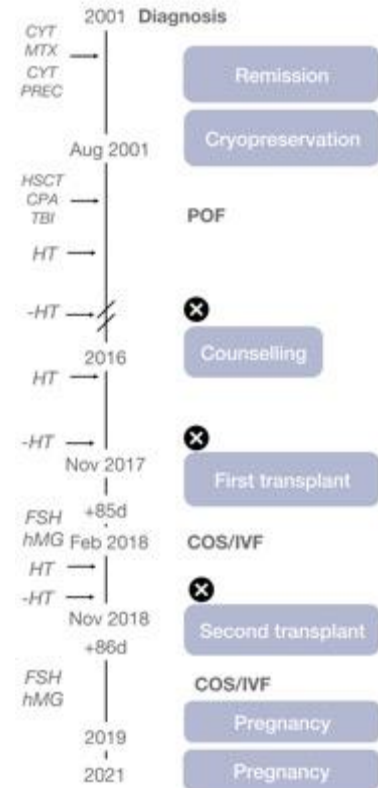 2001 Diagnosis
CYT
MTX
CYT
PREC
Remission
Cryopreservation
Aug 2001
HSCT
CPA
TBI
POF
HT
-HT
Counselling
2016
HT
-HT
Nov 2017
First transplant
+85d
FSH
hMG
Feb 2018
COS/IVF
HT
-HT
Nov 2018
Second transplant
+86d
FSH
hMG
COS/IVF
Pregnancy
2019
Pregnancy
2021